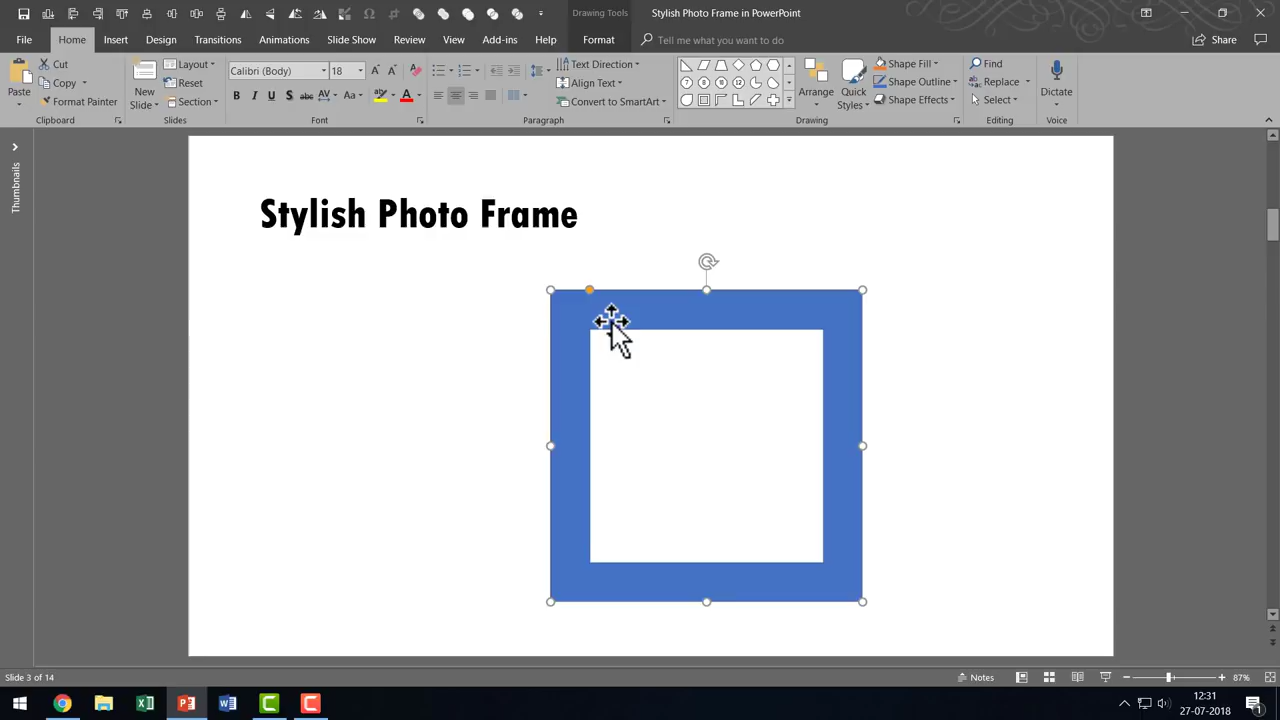 Drawing Tools
Stylish Photo Frame in PowerPoint
File Home Insert Design Transitions Animations Slide Show Review View Add-ins Help Format Tell me what you want to do Share
Paste
Cut
Copy
Format Painter
Clipboard
New Slide
Layout
Reset
Section
Slides
Calibri (Body) 18
B I U S abc AV Aa A
Font
Text Direction
Align Text
Convert to SmartArt
Paragraph
Arrange
Quick Styles
Shape Fill
Shape Outline
Shape Effects
Drawing
Find
Replace
Select
Editing
Dictate
Voice
Thumbnails
Stylish Photo Frame
Slide 3 of 14
Notes
87%
12:31
27-07-2018